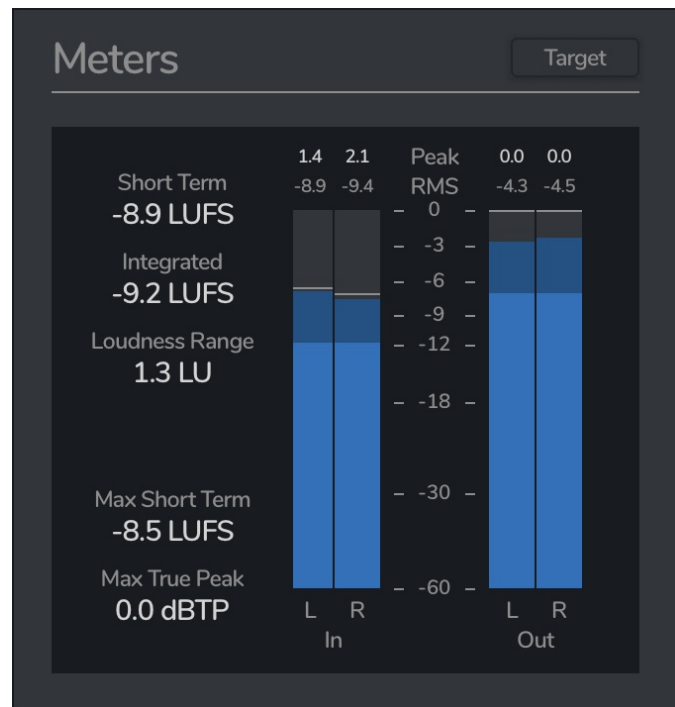 Meters
Target
1.4 2.1 Peak 0.0 0.0
Short Term -8.9 -9.4 RMS -4.3 -4.5
-8.9 LUFS
Integrated
-9.2 LUFS
Loudness Range
1.3 LU
Max Short Term
-8.5 LUFS
Max True Peak
0.0 dBTP
0
-3
-6
-9
-12
-18
-30
-60
L R L R
In Out